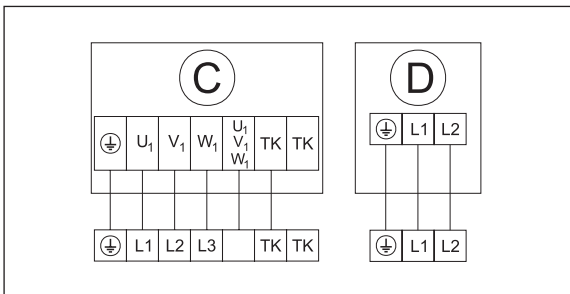 C
⏚ U₁ V₁ W₁ U₁ V₁ W₁ TK TK
⏚ L1 L2 L3 TK TK
D
⏚ L1 L2
⏚ L1 L2